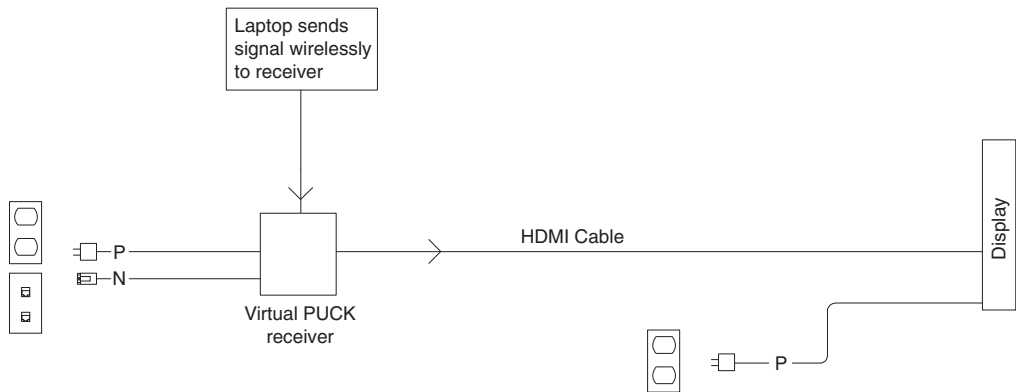 Laptop sends
signal wirelessly
to receiver
P
HDMI Cable
N
Virtual PUCK
receiver
Display
P